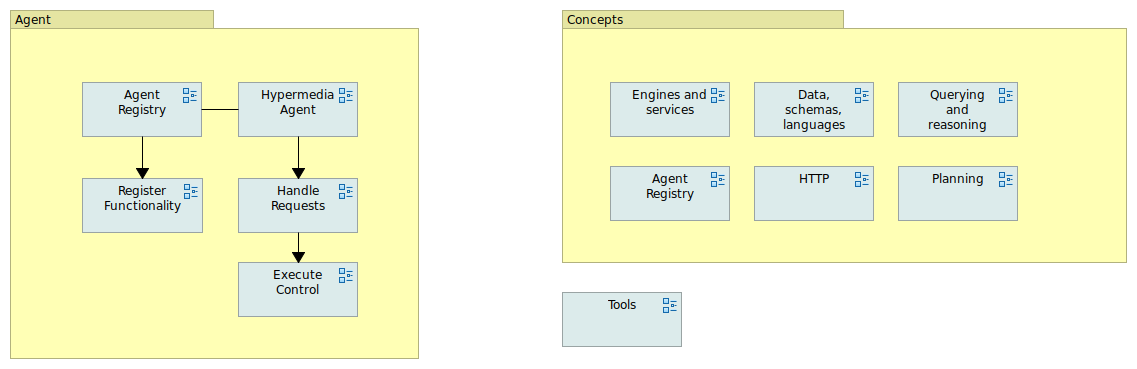 Agent
Agent
Registry
Hypermedia
Agent
Register
Functionality
Handle
Requests
Execute
Control
Concepts
Engines and
services
Data,
schemas,
languages
Querying
and
reasoning
Agent
Registry
HTTP
Planning
Tools